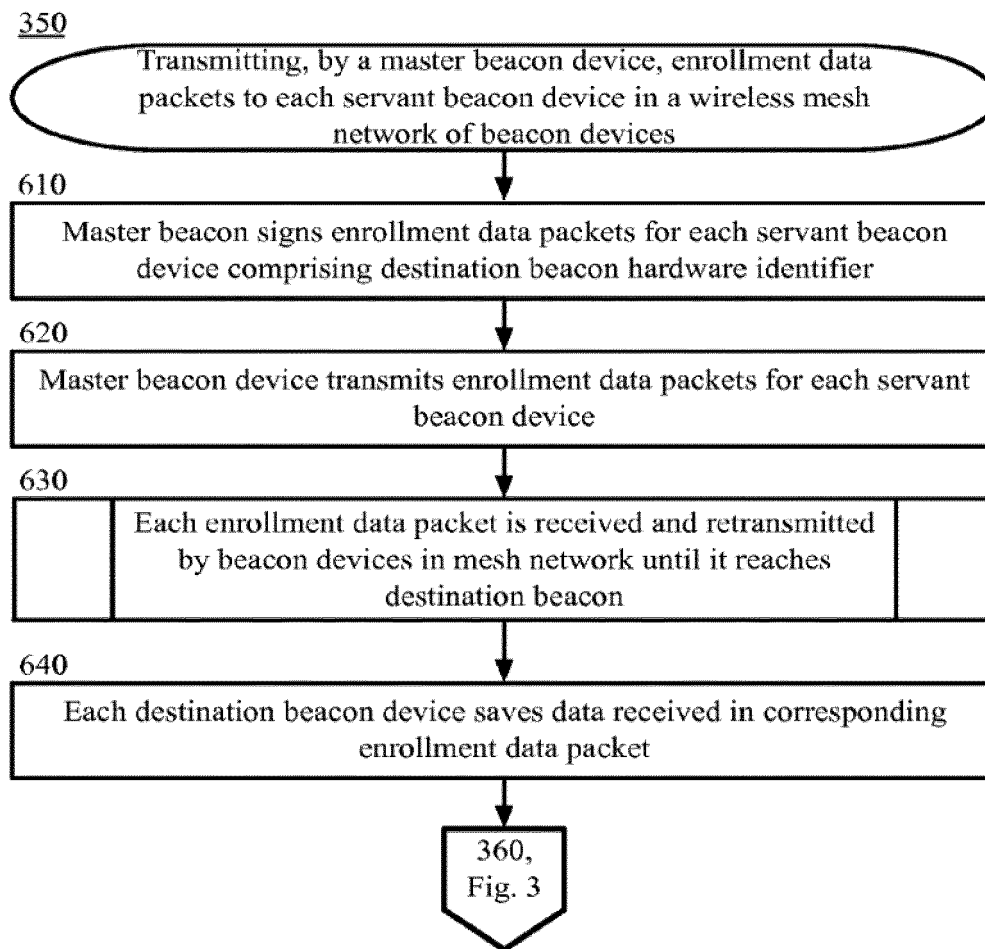 350
Transmitting, by a master beacon device, enrollment data
packets to each servant beacon device in a wireless mesh
network of beacon devices
610
Master beacon signs enrollment data packets for each servant beacon
device comprising destination beacon hardware identifier
620
Master beacon device transmits enrollment data packets for each servant
beacon device
630
Each enrollment data packet is received and retransmitted
by beacon devices in mesh network until it reaches
destination beacon
640
Each destination beacon device saves data received in corresponding
enrollment data packet
360,
Fig. 3